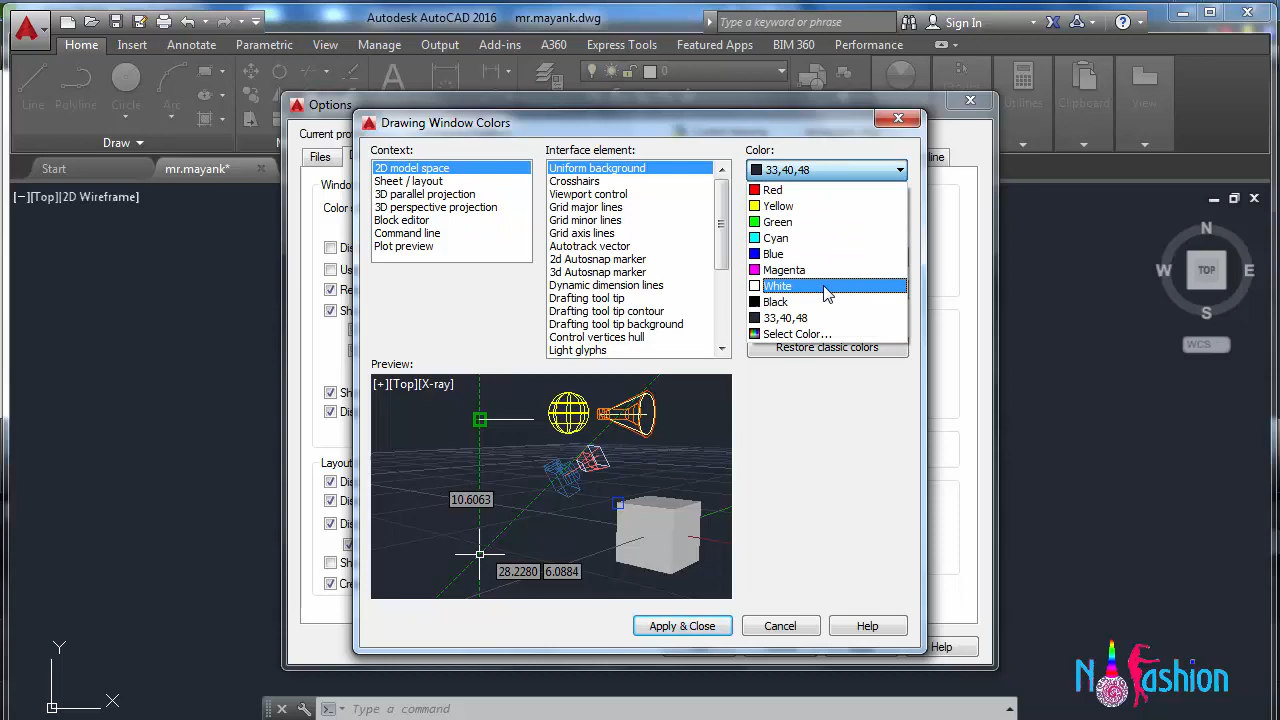 Autodesk AutoCAD 2016 mr.mayank.dwg
Type a keyword or phrase
Sign In
Home Insert Annotate Parametric View Manage Output Add-ins A360 Express Tools Featured Apps BIM 360 Performance
0
Line Polyline Circle Arc
Utilities Clipboard View
Draw
Start mr.mayank*
[−][Top][2D Wireframe]
N
W TOP E
S
WCS
Options
Files
Help
Drawing Window Colors
Context:
2D model space
Sheet / layout
3D parallel projection
3D perspective projection
Block editor
Command line
Plot preview
Interface element:
Uniform background
Crosshairs
Viewport control
Grid major lines
Grid minor lines
Grid axis lines
Autotrack vector
2d Autosnap marker
3d Autosnap marker
Dynamic dimension lines
Drafting tool tip
Drafting tool tip contour
Drafting tool tip background
Control vertices hull
Light glyphs
Color:
33,40,48
Red
Yellow
Green
Cyan
Blue
Magenta
White
Black
33,40,48
Select Color...
Restore classic colors
Preview:
[+][Top][X-ray]
10.6063
28.2280 6.0884
Apply & Close Cancel Help
Y
X
Type a command